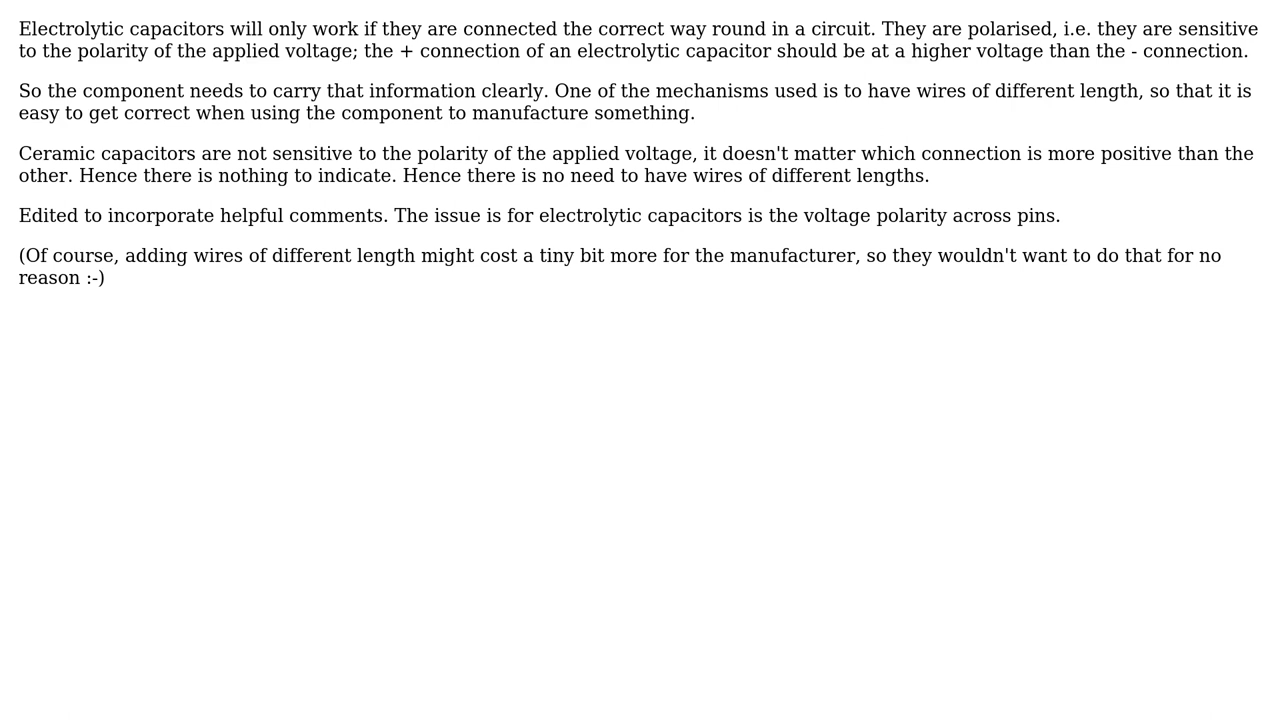 Electrolytic capacitors will only work if they are connected the correct way round in a circuit. They are polarised, i.e. they are sensitive
to the polarity of the applied voltage; the + connection of an electrolytic capacitor should be at a higher voltage than the - connection.
So the component needs to carry that information clearly. One of the mechanisms used is to have wires of different length, so that it is
easy to get correct when using the component to manufacture something.
Ceramic capacitors are not sensitive to the polarity of the applied voltage, it doesn't matter which connection is more positive than the
other. Hence there is nothing to indicate. Hence there is no need to have wires of different lengths.
Edited to incorporate helpful comments. The issue is for electrolytic capacitors is the voltage polarity across pins.
(Of course, adding wires of different length might cost a tiny bit more for the manufacturer, so they wouldn't want to do that for no
reason :-)